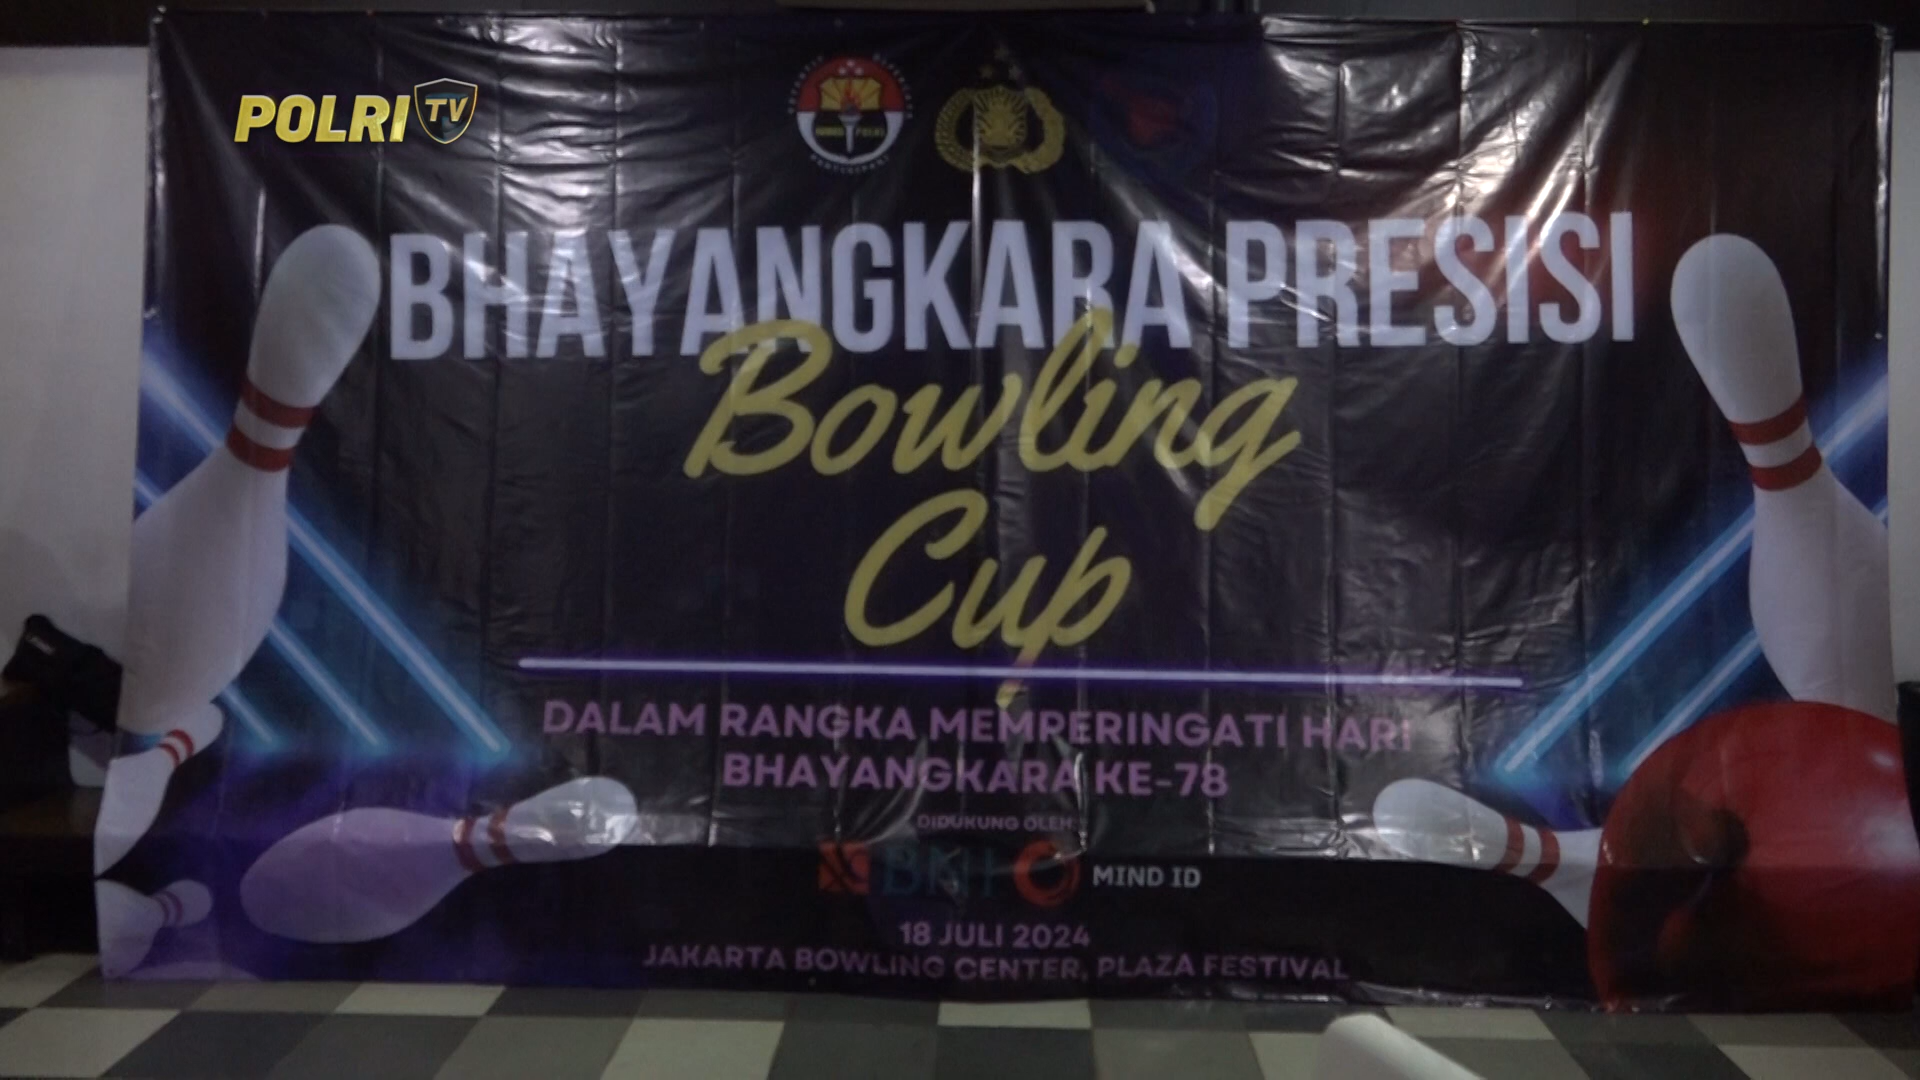 POLRI TV
BHAYANGKARA PRESISI
Bowling
Cup
DALAM RANGKA MEMPERINGATI HARI
BHAYANGKARA KE-78
DIDUKUNG OLEH
BNI MIND ID
18 JULI 2024
JAKARTA BOWLING CENTER, PLAZA FESTIVAL